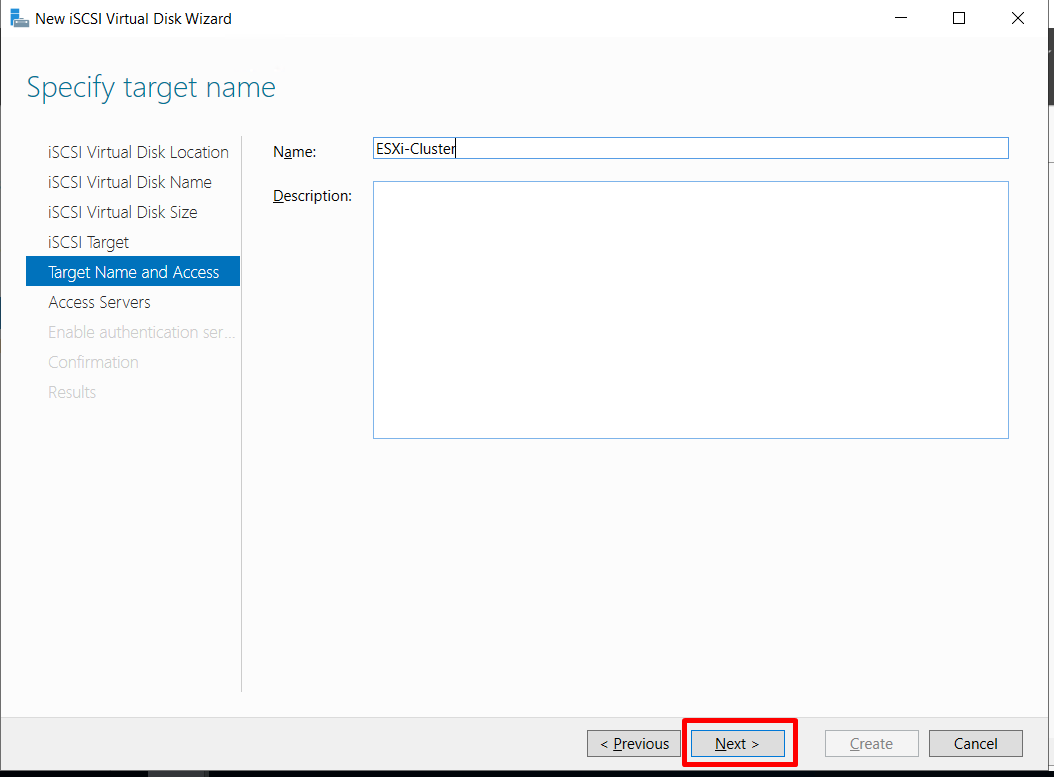 New iSCSI Virtual Disk Wizard
Specify target name
iSCSI Virtual Disk Location
iSCSI Virtual Disk Name
iSCSI Virtual Disk Size
iSCSI Target
Target Name and Access
Access Servers
Enable authentication ser...
Confirmation
Results
Name:
ESXi-Cluster
Description:
< Previous
Next >
Create
Cancel